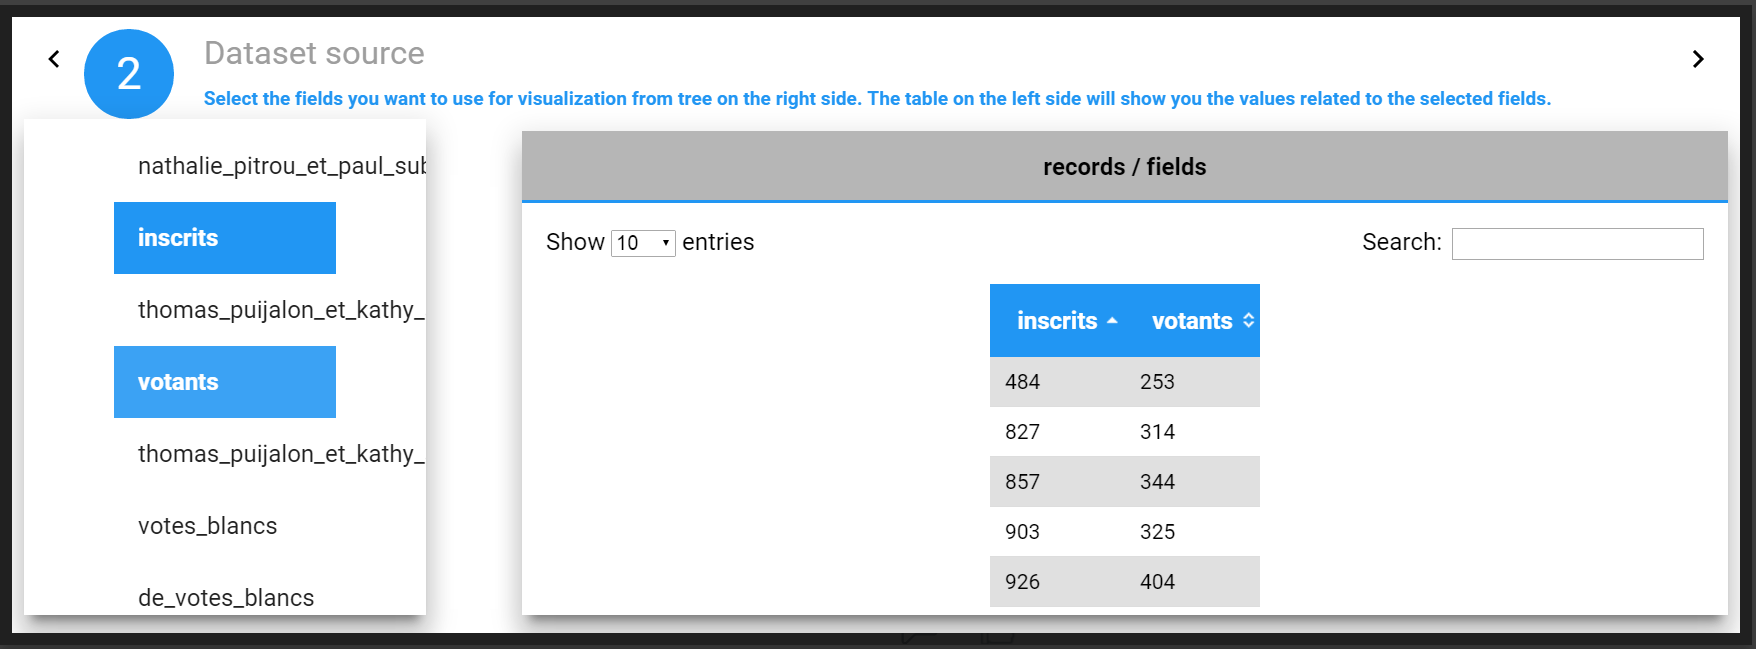 2
Dataset source
Select the fields you want to use for visualization from tree on the right side. The table on the left side will show you the values related to the selected fields.
nathalie_pitrou_et_paul_sub
inscrits
thomas_puijalon_et_kathy_
votants
thomas_puijalon_et_kathy_
votes_blancs
de_votes_blancs
records / fields
Show 10 entries
Search:
inscrits votants
484 253
827 314
857 344
903 325
926 404